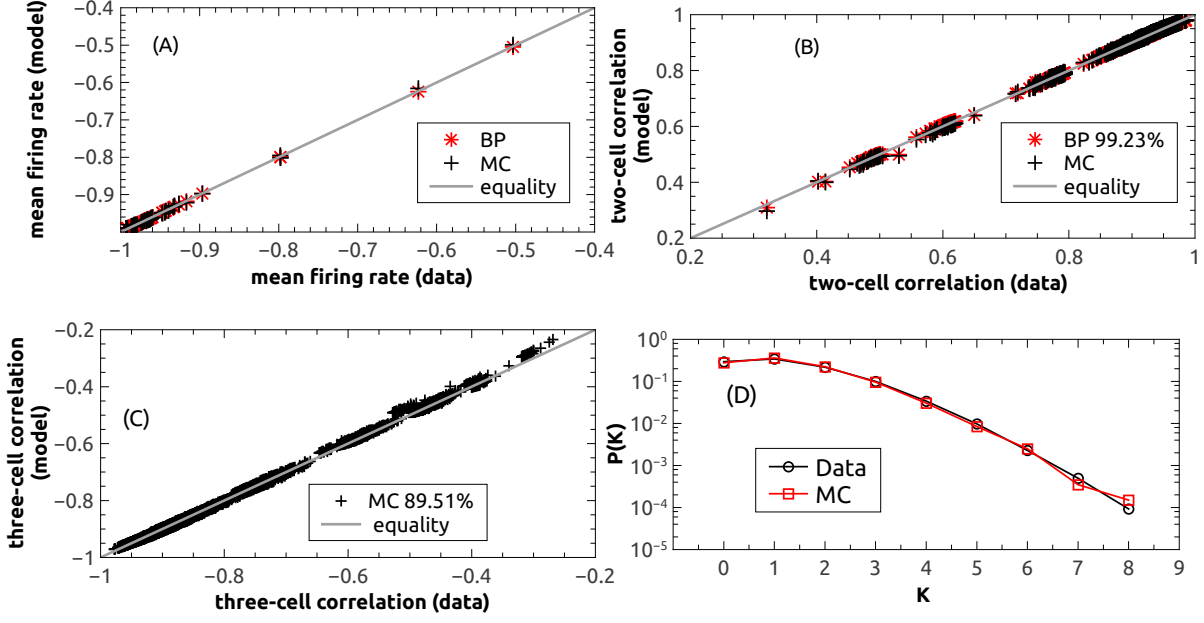 (A)
mean firing rate (model)
−0.4
−0.5
−0.6
−0.7
−0.8
−0.9
BP
MC
equality
−1 −0.9 −0.8 −0.7 −0.6 −0.5 −0.4
mean firing rate (data)
(B)
two-cell correlation
(model)
1
0.8
0.6
0.4
0.2
BP 99.23%
MC
equality
0.2 0.4 0.6 0.8 1
two-cell correlation (data)
(C)
three-cell correlation
(model)
−0.2
−0.4
−0.6
−0.8
−1
MC 89.51%
equality
−1 −0.8 −0.6 −0.4 −0.2
three-cell correlation (data)
(D)
P(K)
10⁰
10⁻¹
10⁻²
10⁻³
10⁻⁴
10⁻⁵
Data
MC
0 1 2 3 4 5 6 7 8 9
K